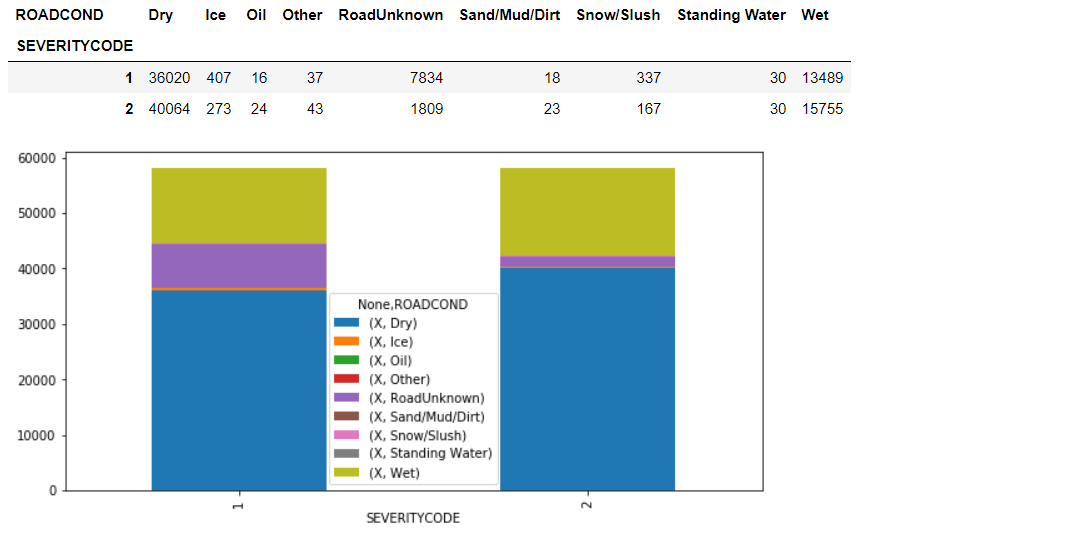 ROADCOND Dry Ice Oil Other RoadUnknown Sand/Mud/Dirt Snow/Slush Standing Water Wet
SEVERITYCODE
1 36020 407 16 37 7834 18 337 30 13489
2 40064 273 24 43 1809 23 167 30 15755
60000
50000
40000
30000
20000
10000
0
None,ROADCOND
(X, Dry)
(X, Ice)
(X, Oil)
(X, Other)
(X, RoadUnknown)
(X, Sand/Mud/Dirt)
(X, Snow/Slush)
(X, Standing Water)
(X, Wet)
1 2
SEVERITYCODE